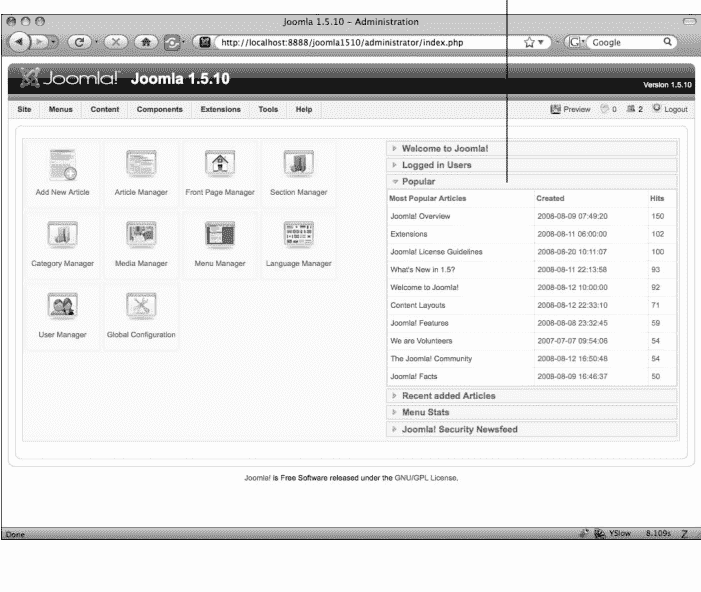 Joomla 1.5.10 – Administration
http://localhost:8888/joomla1510/administrator/index.php
G Google
Joomla! Joomla 1.5.10
Version 1.5.10
Site Menus Content Components Extensions Tools Help Preview 0 2 Logout
Add New Article Article Manager Front Page Manager Section Manager
Category Manager Media Manager Menu Manager Language Manager
User Manager Global Configuration
Welcome to Joomla!
Logged in Users
Popular
Most Popular Articles Created Hits
Joomla! Overview 2008-08-09 07:49:20 150
Extensions 2008-08-11 06:00:00 102
Joomla! License Guidelines 2008-08-20 10:11:07 100
What's New in 1.5? 2008-08-11 22:13:58 93
Welcome to Joomla! 2008-08-12 10:00:00 92
Content Layouts 2008-08-12 22:33:10 71
Joomla! Features 2008-08-08 23:32:45 59
We are Volunteers 2007-07-07 09:54:06 54
The Joomla! Community 2008-08-12 16:50:48 54
Joomla! Facts 2008-08-09 16:46:37 50
Recent added Articles
Menu Stats
Joomla! Security Newsfeed
Joomla! is Free Software released under the GNU/GPL License.
Done YSlow 8.109s